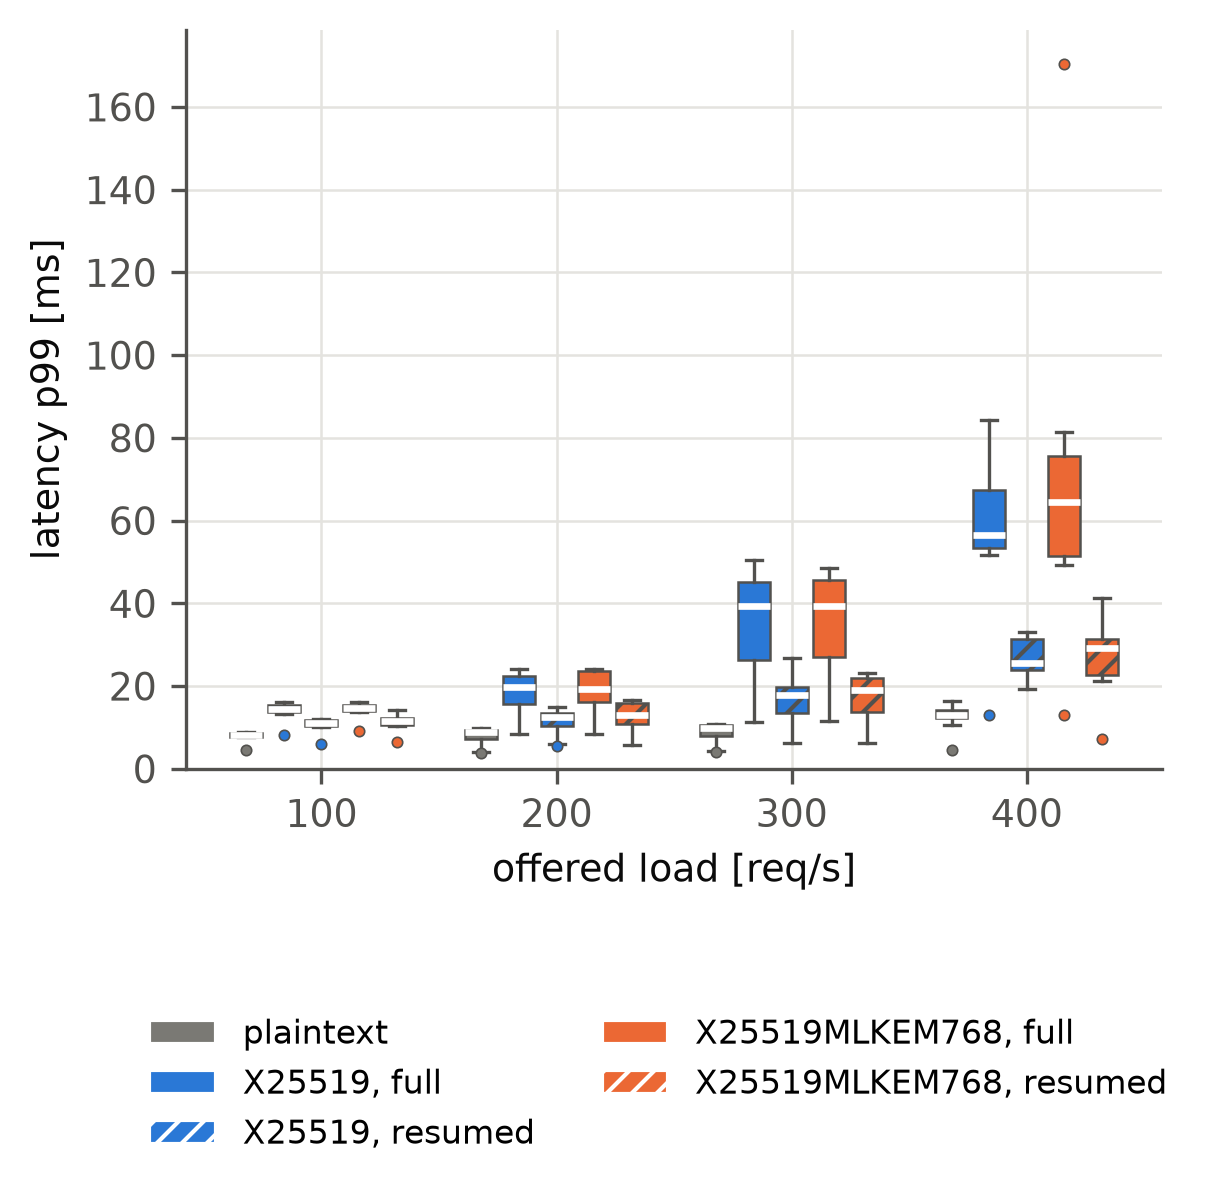 latency p99 [ms]
160
140
120
100
80
60
40
20
0
100 200 300 400
offered load [req/s]
plaintext
X25519, full
X25519, resumed
X25519MLKEM768, full
X25519MLKEM768, resumed